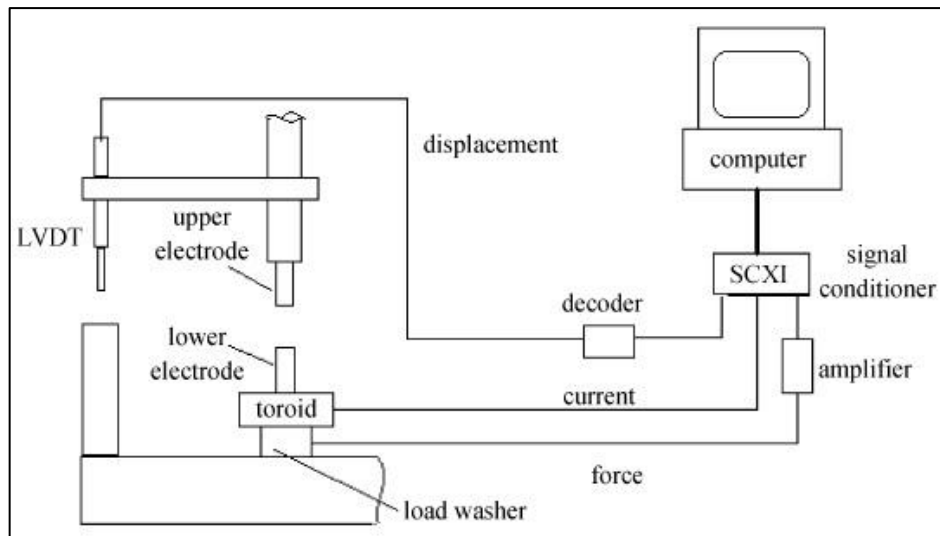 displacement
computer
LVDT
upper
electrode
SCXI
signal
conditioner
decoder
lower
electrode
amplifier
toroid
current
force
load washer